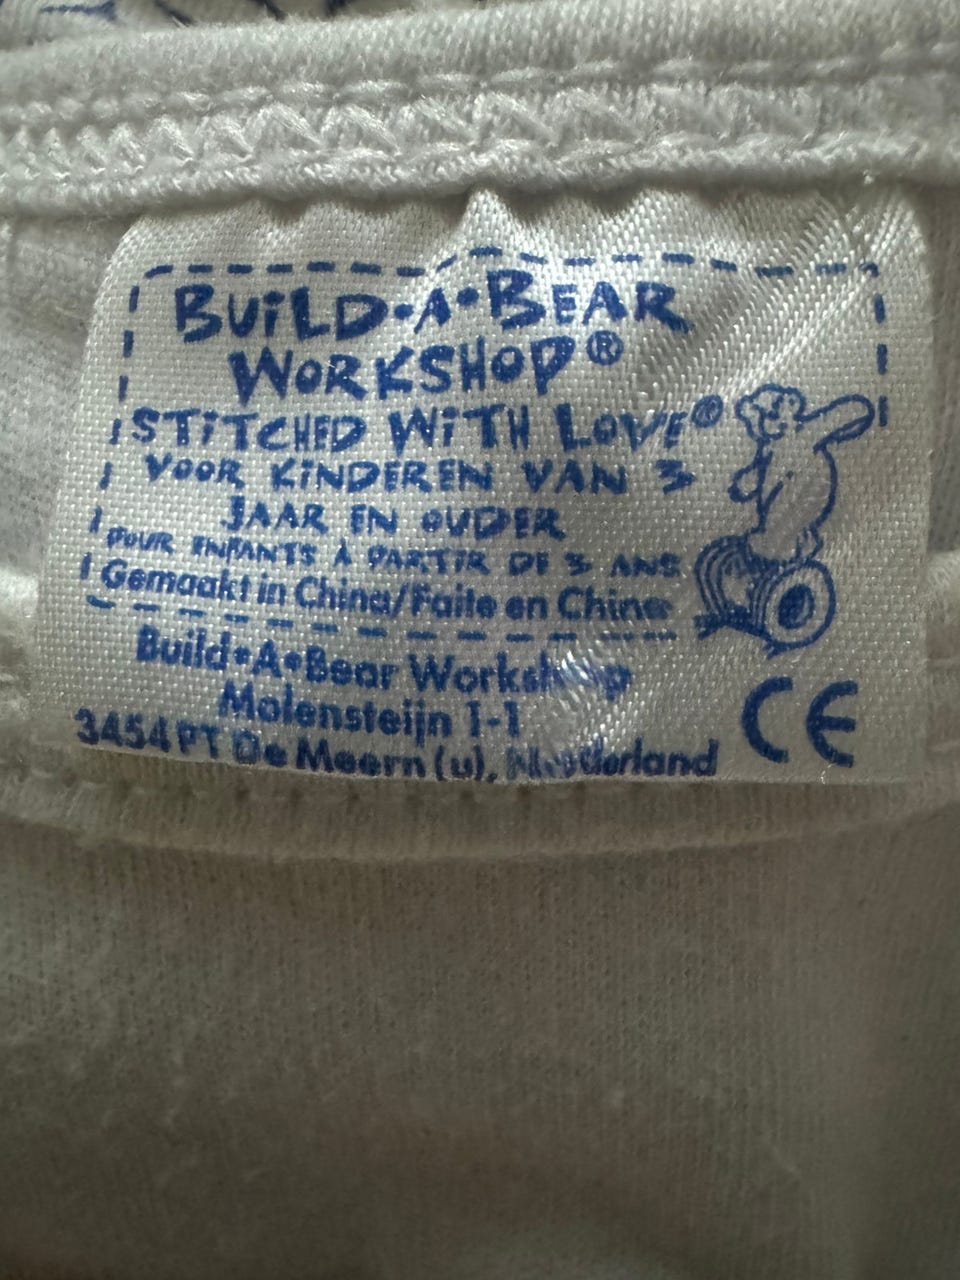 BUiLD•A•BEAR
WORKSHOP®
STiTCHED WiTH LOVE®
VOOR KiNDEREN VAN 3
JAAR EN OUDER
POUR ENFANTS À PARTIR DE 3 ANS
Gemaakt in China/Faite en Chine
Build•A•Bear Workshop
Molensteijn 1-1
3454 PT De Meern (u), Nederland
CE